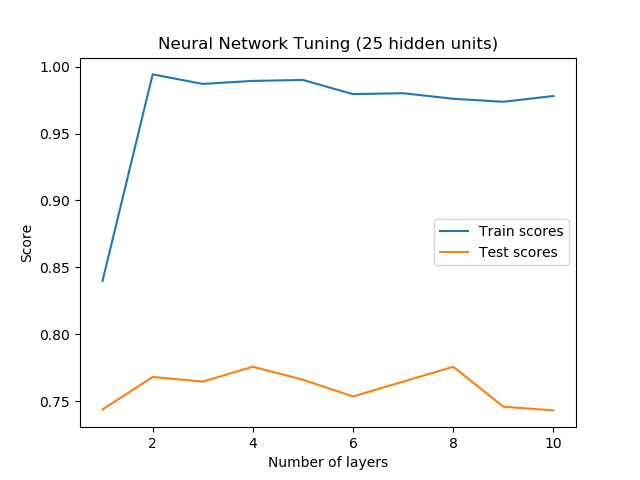 Neural Network Tuning (25 hidden units)
1.00
0.95
0.90
0.85
0.80
0.75
Score
Train scores
Test scores
2 4 6 8 10
Number of layers